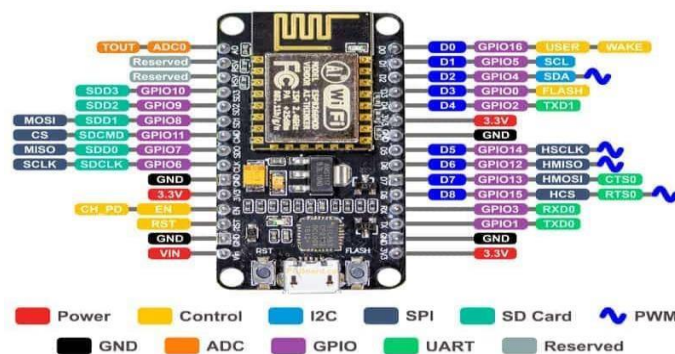 TOUT ADC0
Reserved
Reserved
SDD3 GPIO10
SDD2 GPIO9
MOSI SDD1 GPIO8
CS SDCMD GPIO11
MISO SDD0 GPIO7
SCLK SDCLK GPIO6
GND
3.3V
CH_PD EN
RST
GND
VIN
WiFi
RST
FLASH
D0 GPIO16 USER WAKE
D1 GPIO5 SCL
D2 GPIO4 SDA
D3 GPIO0 FLASH
D4 GPIO2 TXD1
3.3V
GND
D5 GPIO14 HSCLK
D6 GPIO12 HMISO
D7 GPIO13 HMOSI CTS0
D8 GPIO15 HCS RTS0
GPIO3 RXD0
GPIO1 TXD0
GND
3.3V
Power Control I2C SPI SD Card PWM
GND ADC GPIO UART Reserved